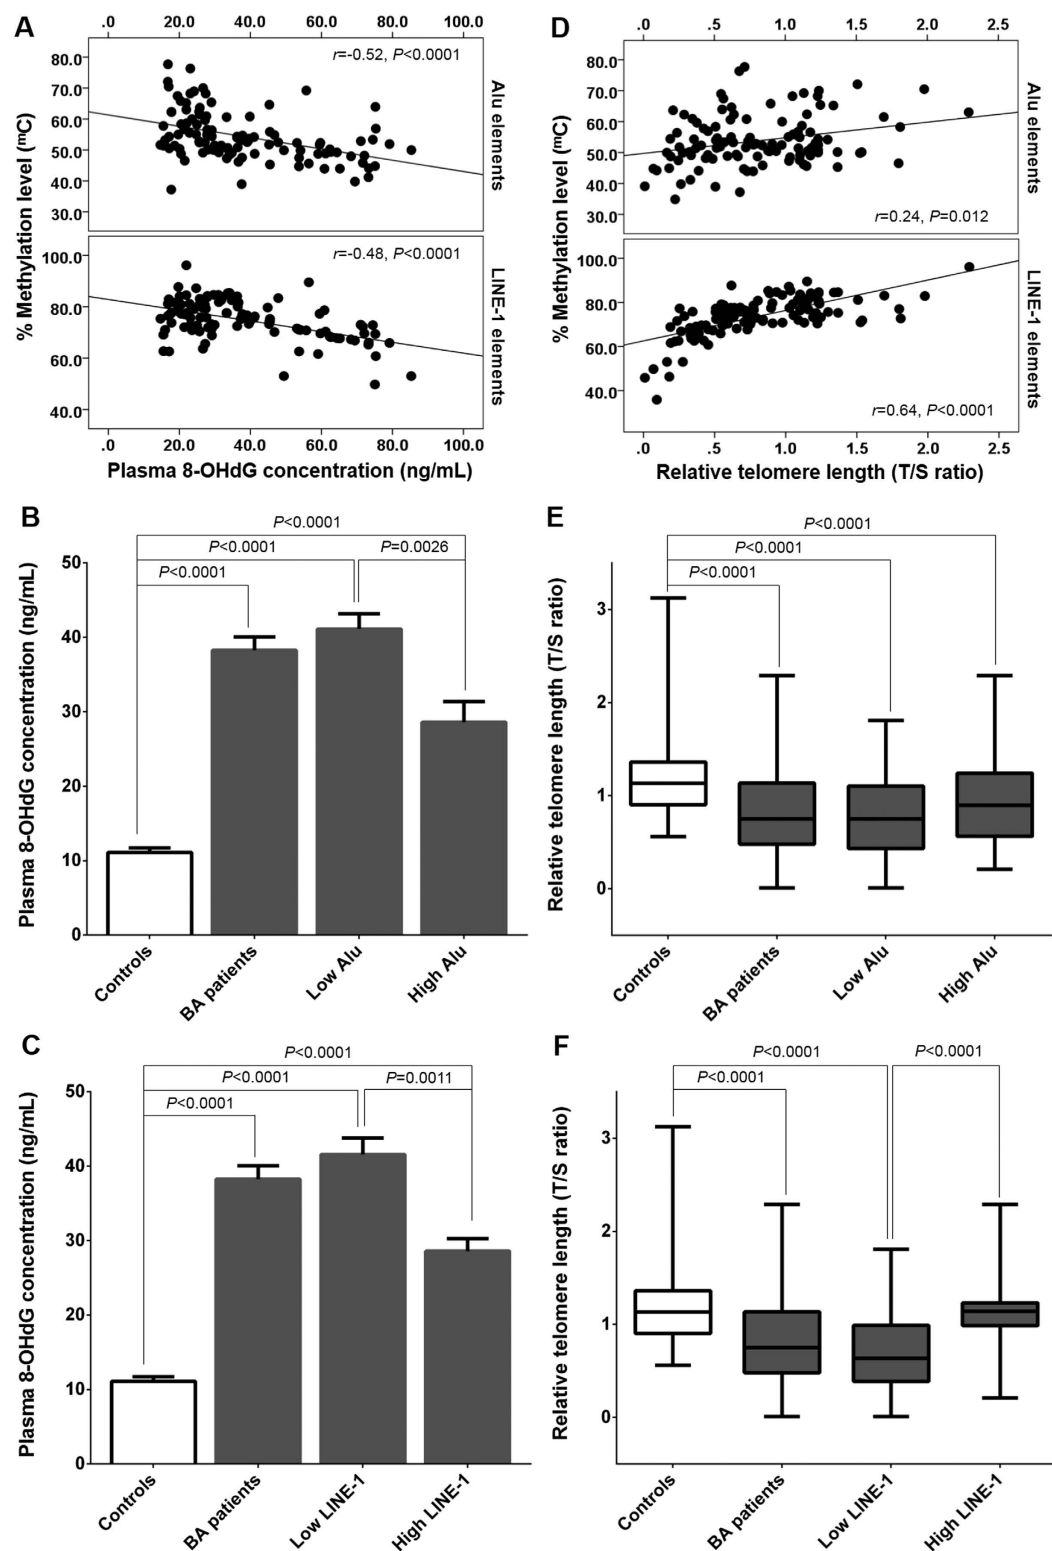 A
.0 20.0 40.0 60.0 80.0 100.0
r=-0.52, P<0.0001
80.0
70.0
60.0
50.0
40.0
30.0
Alu elements
r=-0.48, P<0.0001
100.0
80.0
60.0
40.0
LINE-1 elements
% Methylation level (ᵐC)
.0 20.0 40.0 60.0 80.0 100.0
Plasma 8-OHdG concentration (ng/mL)
D
.0 .5 1.0 1.5 2.0 2.5
80.0
70.0
60.0
50.0
40.0
30.0
r=0.24, P=0.012
Alu elements
% Methylation level (ᵐC)
100.0
80.0
60.0
40.0
r=0.64, P<0.0001
LINE-1 elements
.0 .5 1.0 1.5 2.0 2.5
Relative telomere length (T/S ratio)
B
P<0.0001
P<0.0001 P=0.0026
P<0.0001
Plasma 8-OHdG concentration (ng/mL)
50
40
30
20
10
0
Controls
BA patients
Low Alu
High Alu
E
P<0.0001
P<0.0001
P<0.0001
Relative telomere length (T/S ratio)
3
2
1
0
Controls
BA patients
Low Alu
High Alu
C
P<0.0001
P<0.0001 P=0.0011
P<0.0001
Plasma 8-OHdG concentration (ng/mL)
50
40
30
20
10
0
Controls
BA patients
Low LINE-1
High LINE-1
F
P<0.0001 P<0.0001
P<0.0001
Relative telomere length (T/S ratio)
3
2
1
0
Controls
BA patients
Low LINE-1
High LINE-1